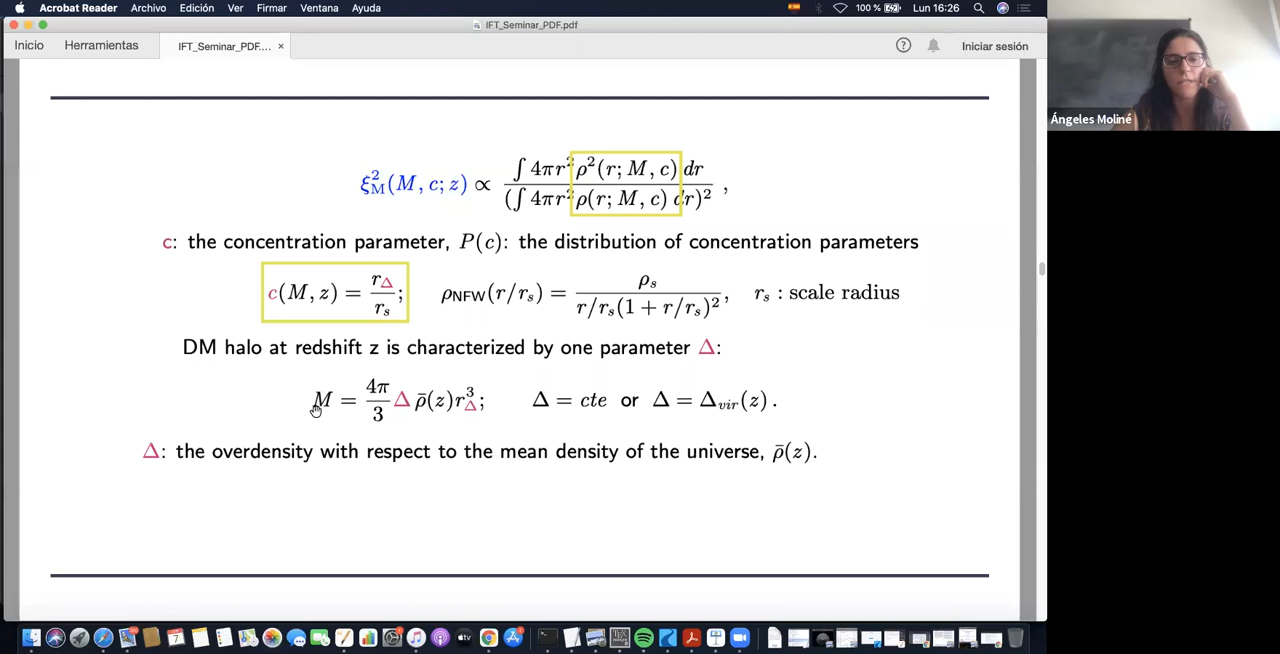 Acrobat Reader Archivo Edición Ver Firmar Ventana Ayuda 100 % Lun 16:26
IFT_Seminar_PDF.pdf
Inicio Herramientas IFT_Seminar_PDF.... × Iniciar sesión
Ángeles Moliné
ξ²_M(M, c; z) ∝ ∫ 4πr² ρ²(r; M, c) dr / (∫ 4πr² ρ(r; M, c) dr)² ,
c: the concentration parameter, P(c): the distribution of concentration parameters
c(M, z) = r_Δ / r_s; ρ_NFW(r/r_s) = ρ_s / r/r_s(1 + r/r_s)² , r_s : scale radius
DM halo at redshift z is characterized by one parameter Δ:
M = 4π/3 Δ ρ̄(z)r³_Δ; Δ = cte or Δ = Δ_vir(z) .
Δ: the overdensity with respect to the mean density of the universe, ρ̄(z).